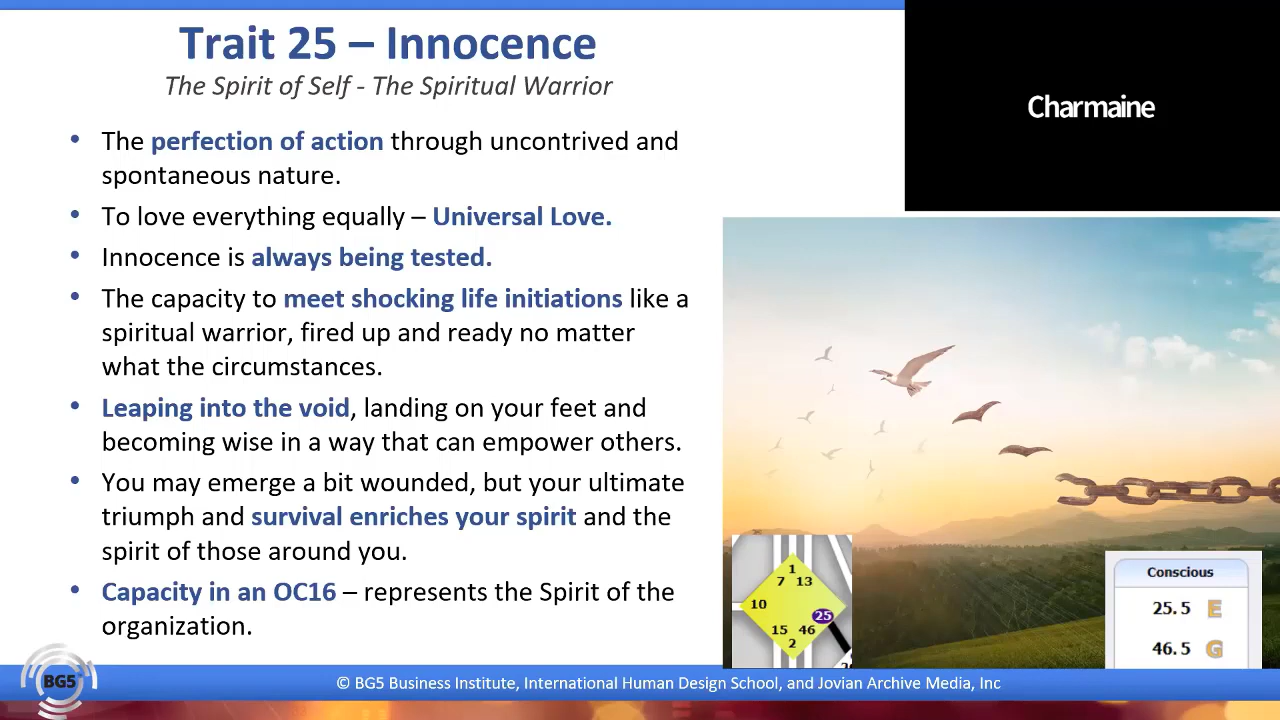 Trait 25 – Innocence
The Spirit of Self - The Spiritual Warrior
• The perfection of action through uncontrived and
spontaneous nature.
• To love everything equally – Universal Love.
• Innocence is always being tested.
• The capacity to meet shocking life initiations like a
spiritual warrior, fired up and ready no matter
what the circumstances.
• Leaping into the void, landing on your feet and
becoming wise in a way that can empower others.
• You may emerge a bit wounded, but your ultimate
triumph and survival enriches your spirit and the
spirit of those around you.
• Capacity in an OC16 – represents the Spirit of the
organization.
Charmaine
1
7 13
10
25
15 46
2
Conscious
25.5 E
46.5 G
BG5
© BG5 Business Institute, International Human Design School, and Jovian Archive Media, Inc